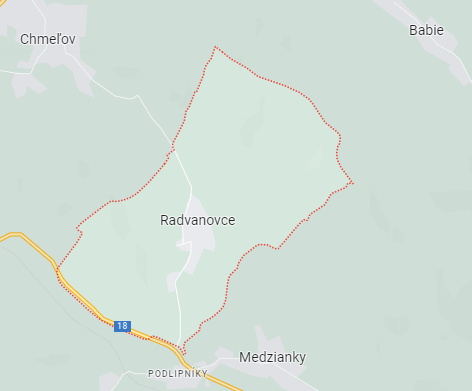 Babie
Chmeľov
Radvanovce
18
Medzianky
PODLIPNIKY